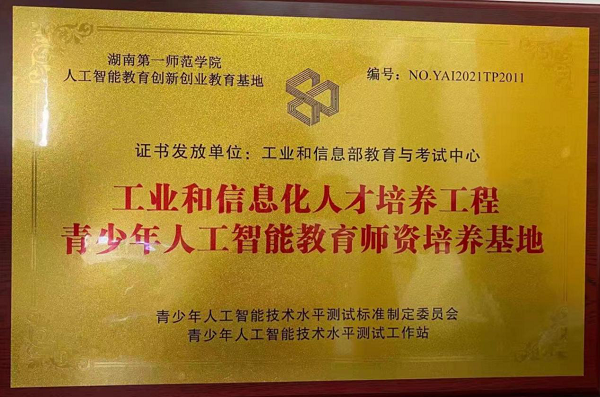 湖南第一师范学院
人工智能教育创新创业教育基地
编号：NO.YAI2021TP2011
证书发放单位：工业和信息部教育与考试中心
工业和信息化人才培养工程
青少年人工智能教育师资培养基地
青少年人工智能技术水平测试标准制定委员会
青少年人工智能技术水平测试工作站